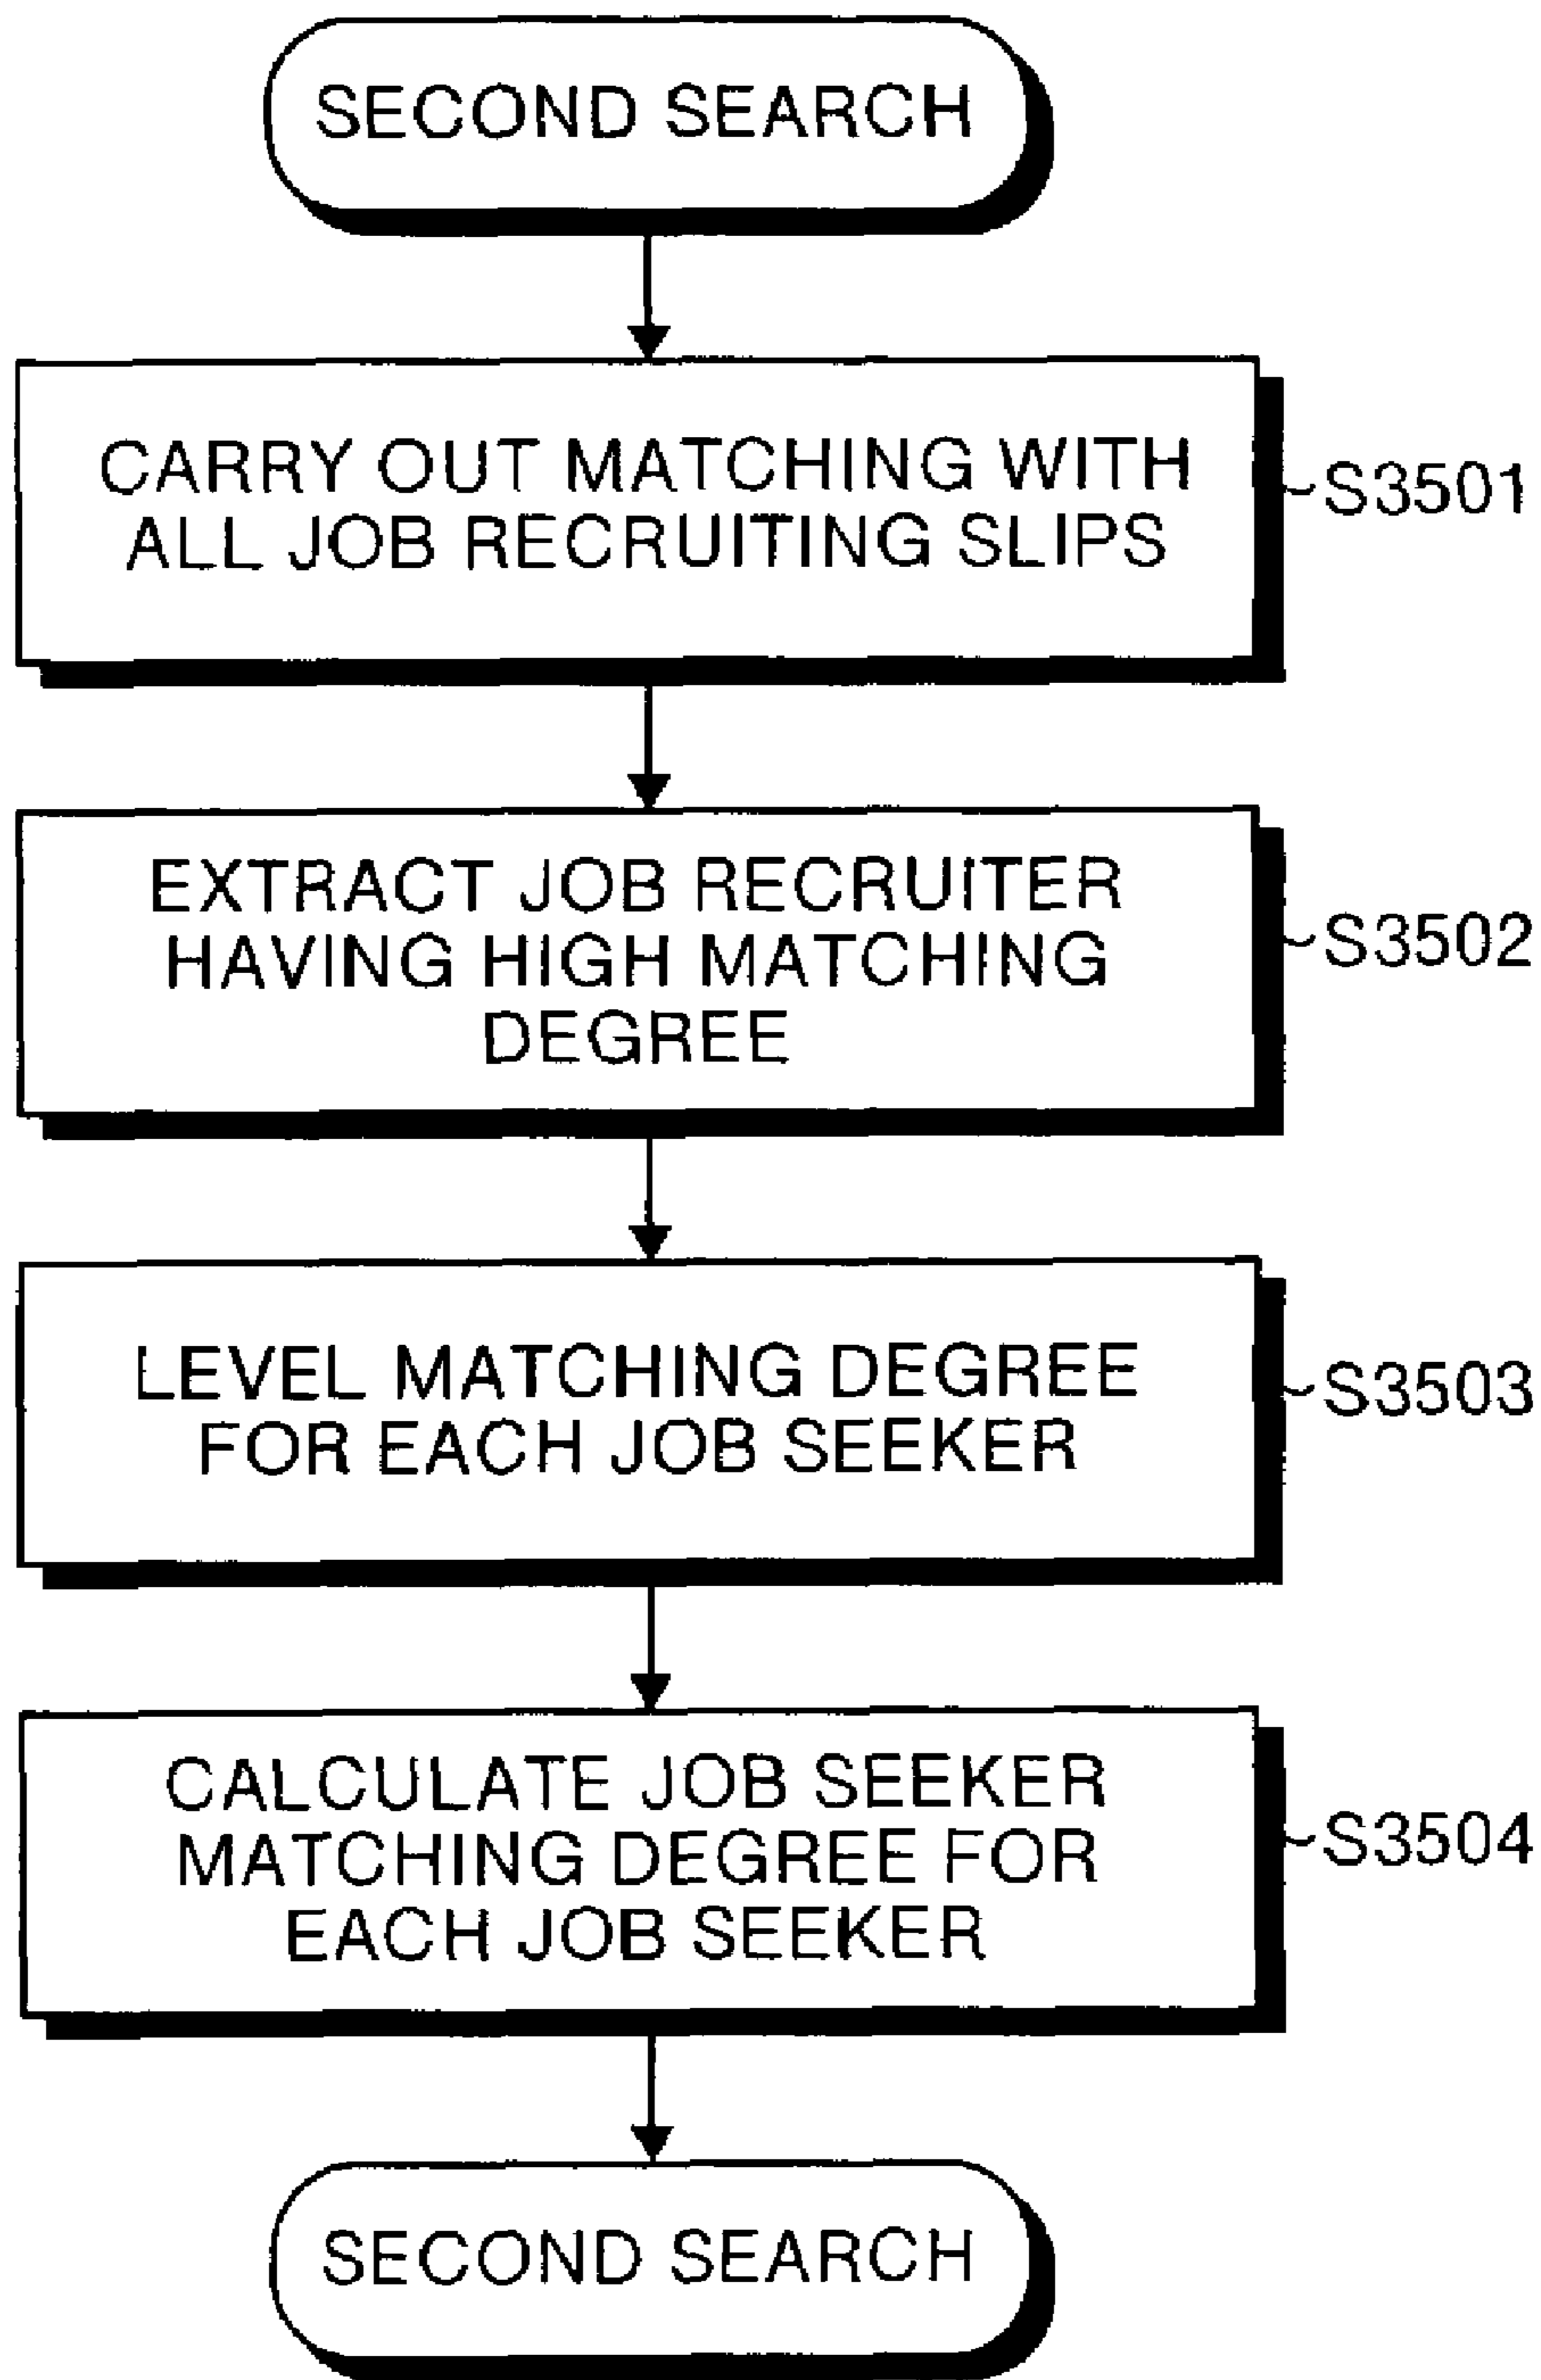 SECOND SEARCH
CARRY OUT MATCHING WITH
ALL JOB RECRUITING SLIPS
S3501
EXTRACT JOB RECRUITER
HAVING HIGH MATCHING
DEGREE
S3502
LEVEL MATCHING DEGREE
FOR EACH JOB SEEKER
S3503
CALCULATE JOB SEEKER
MATCHING DEGREE FOR
EACH JOB SEEKER
S3504
SECOND SEARCH